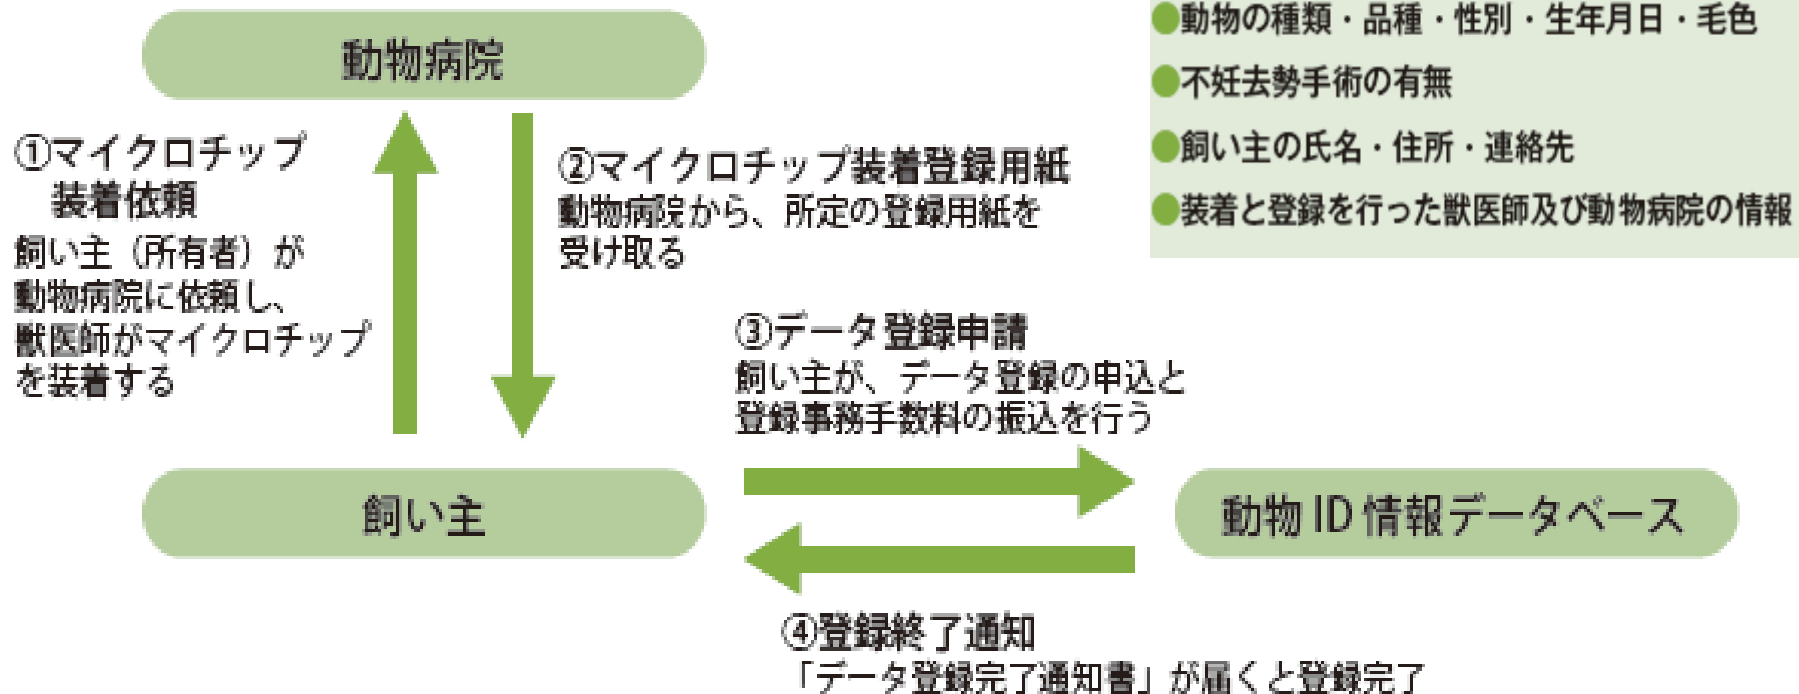 動物病院
①マイクロチップ
装着依頼
飼い主（所有者）が
動物病院に依頼し、
獣医師がマイクロチップ
を装着する
②マイクロチップ装着登録用紙
動物病院から、所定の登録用紙を
受け取る
●動物の種類・品種・性別・生年月日・毛色
●不妊去勢手術の有無
●飼い主の氏名・住所・連絡先
●装着と登録を行った獣医師及び動物病院の情報
③データ登録申請
飼い主が、データ登録の申込と
登録事務手数料の振込を行う
飼い主
動物 ID 情報データベース
④登録終了通知
「データ登録完了通知書」が届くと登録完了